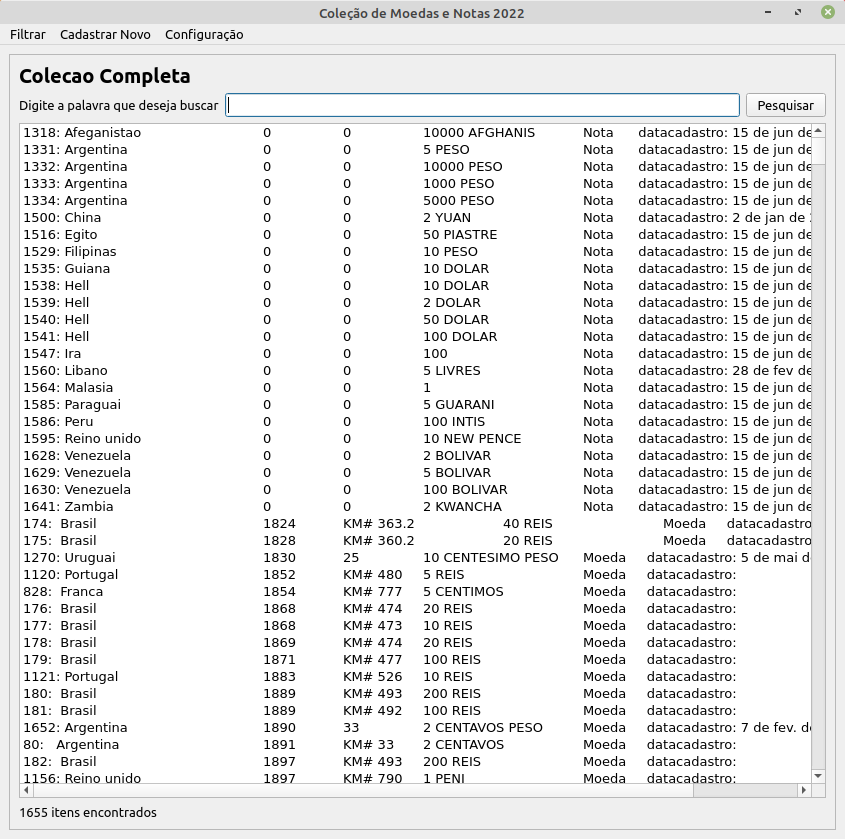 Coleção de Moedas e Notas 2022
Filtrar Cadastrar Novo Configuração
Colecao Completa
Digite a palavra que deseja buscar Pesquisar
1318: Afeganistao 0 0 10000 AFGHANIS Nota datacadastro: 15 de jun de
1331: Argentina 0 0 5 PESO Nota datacadastro: 15 de jun de
1332: Argentina 0 0 10000 PESO Nota datacadastro: 15 de jun de
1333: Argentina 0 0 1000 PESO Nota datacadastro: 15 de jun de
1334: Argentina 0 0 5000 PESO Nota datacadastro: 15 de jun de
1500: China 0 0 2 YUAN Nota datacadastro: 2 de jan de
1516: Egito 0 0 50 PIASTRE Nota datacadastro: 15 de jun de
1529: Filipinas 0 0 10 PESO Nota datacadastro: 15 de jun de
1535: Guiana 0 0 10 DOLAR Nota datacadastro: 15 de jun de
1538: Hell 0 0 10 DOLAR Nota datacadastro: 15 de jun de
1539: Hell 0 0 2 DOLAR Nota datacadastro: 15 de jun de
1540: Hell 0 0 50 DOLAR Nota datacadastro: 15 de jun de
1541: Hell 0 0 100 DOLAR Nota datacadastro: 15 de jun de
1547: Ira 0 0 100 Nota datacadastro: 15 de jun de
1560: Libano 0 0 5 LIVRES Nota datacadastro: 28 de fev de
1564: Malasia 0 0 1 Nota datacadastro: 15 de jun de
1585: Paraguai 0 0 5 GUARANI Nota datacadastro: 15 de jun de
1586: Peru 0 0 100 INTIS Nota datacadastro: 15 de jun de
1595: Reino unido 0 0 10 NEW PENCE Nota datacadastro: 15 de jun de
1628: Venezuela 0 0 2 BOLIVAR Nota datacadastro: 15 de jun de
1629: Venezuela 0 0 5 BOLIVAR Nota datacadastro: 15 de jun de
1630: Venezuela 0 0 100 BOLIVAR Nota datacadastro: 15 de jun de
1641: Zambia 0 0 2 KWANCHA Nota datacadastro: 15 de jun de
174: Brasil 1824 KM# 363.2 40 REIS Moeda datacadastro
175: Brasil 1828 KM# 360.2 20 REIS Moeda datacadastro
1270: Uruguai 1830 25 10 CENTESIMO PESO Moeda datacadastro: 5 de mai d
1120: Portugal 1852 KM# 480 5 REIS Moeda datacadastro:
828: Franca 1854 KM# 777 5 CENTIMOS Moeda datacadastro:
176: Brasil 1868 KM# 474 20 REIS Moeda datacadastro:
177: Brasil 1868 KM# 473 10 REIS Moeda datacadastro:
178: Brasil 1869 KM# 474 20 REIS Moeda datacadastro:
179: Brasil 1871 KM# 477 100 REIS Moeda datacadastro:
1121: Portugal 1883 KM# 526 10 REIS Moeda datacadastro:
180: Brasil 1889 KM# 493 200 REIS Moeda datacadastro:
181: Brasil 1889 KM# 492 100 REIS Moeda datacadastro:
1652: Argentina 1890 33 2 CENTAVOS PESO Moeda datacadastro: 7 de fev. d
80: Argentina 1891 KM# 33 2 CENTAVOS Moeda datacadastro:
182: Brasil 1897 KM# 493 200 REIS Moeda datacadastro:
1156: Reino unido 1897 KM# 790 1 PENI Moeda datacadastro:
1655 itens encontrados